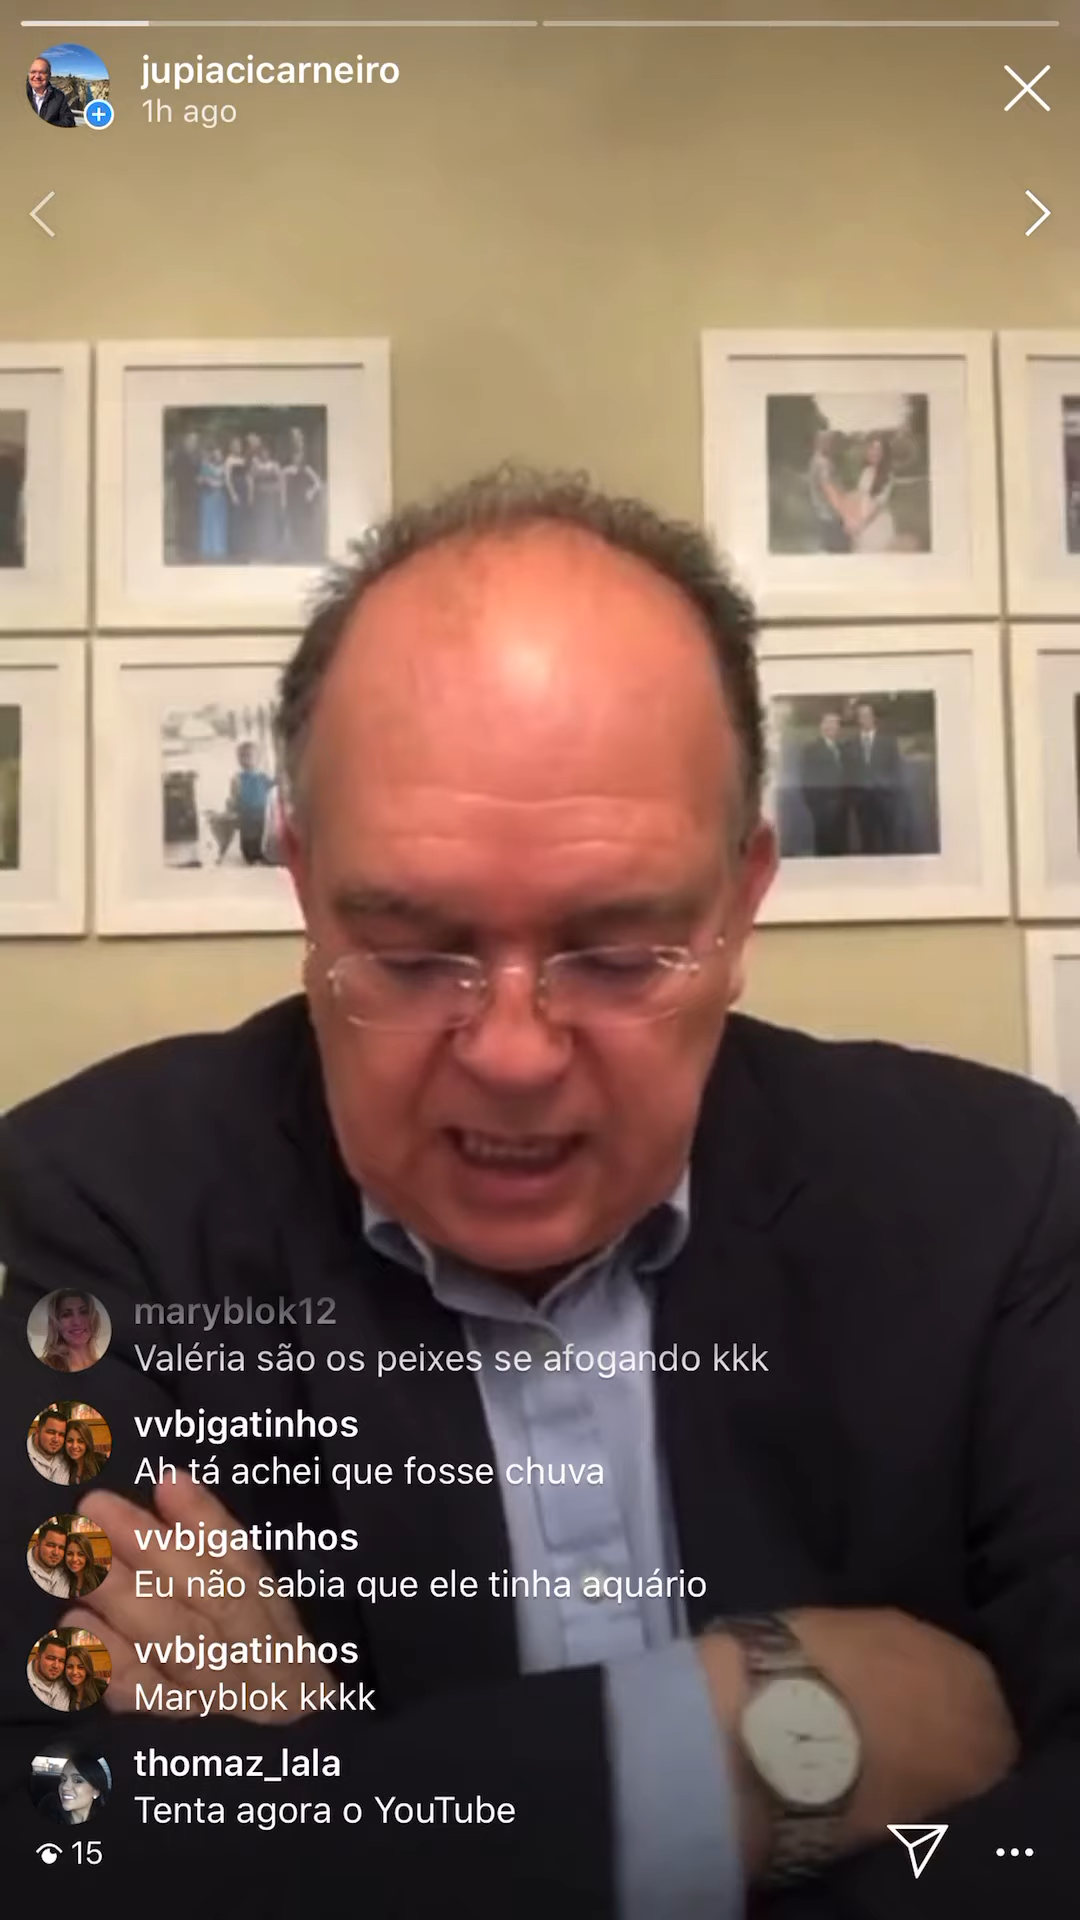 jupiacicarneiro
1h ago
maryblok12
Valéria são os peixes se afogando kkk
vvbjgatinhos
Ah tá achei que fosse chuva
vvbjgatinhos
Eu não sabia que ele tinha aquário
vvbjgatinhos
Maryblok kkkk
thomaz_lala
Tenta agora o YouTube
15